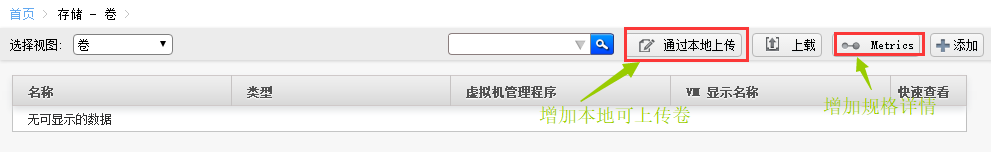 首页 > 存储 - 卷 >
选择视图: 卷 通过本地上传 上载 Metrics 添加
名称 类型 虚拟机管理程序 VM 显示名称 快速查看
增加本地可上传卷 增加规格详情
无可显示的数据